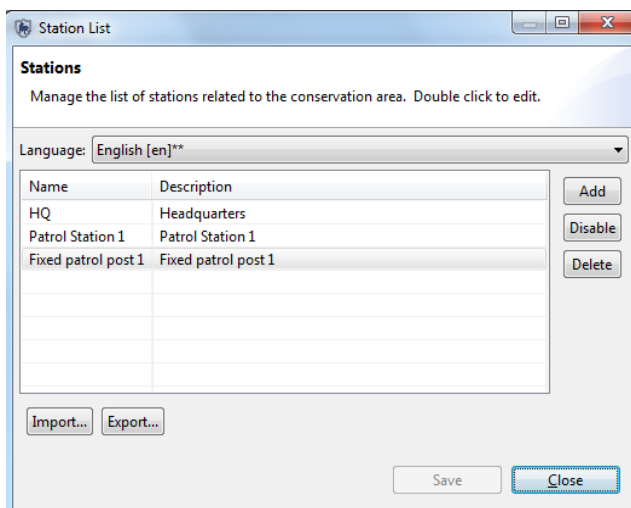 Station List
Stations
Manage the list of stations related to the conservation area. Double click to edit.
Language: English [en]**
Name Description
HQ Headquarters
Patrol Station 1 Patrol Station 1
Fixed patrol post 1 Fixed patrol post 1
Add
Disable
Delete
Import... Export...
Save Close